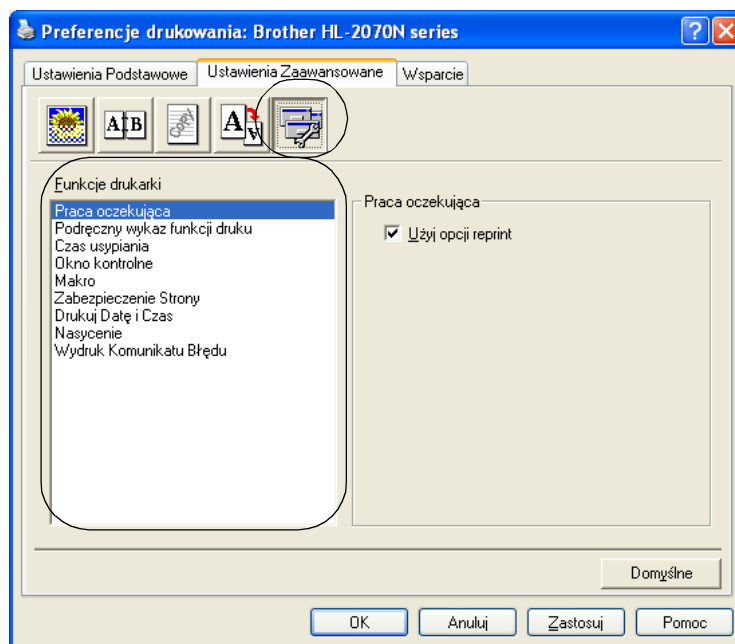 Preferencje drukowania: Brother HL-2070N series
Ustawienia Podstawowe
Ustawienia Zaawansowane
Wsparcie
A B
COPY
A A
Funkcje drukarki
Praca oczekująca
Podręczny wykaz funkcji druku
Czas usypiania
Okno kontrolne
Makro
Zabezpieczenie Strony
Drukuj Datę i Czas
Nasycenie
Wydruk Komunikatu Błędu
Praca oczekująca
Użyj opcji reprint
Domyślne
OK
Anuluj
Zastosuj
Pomoc